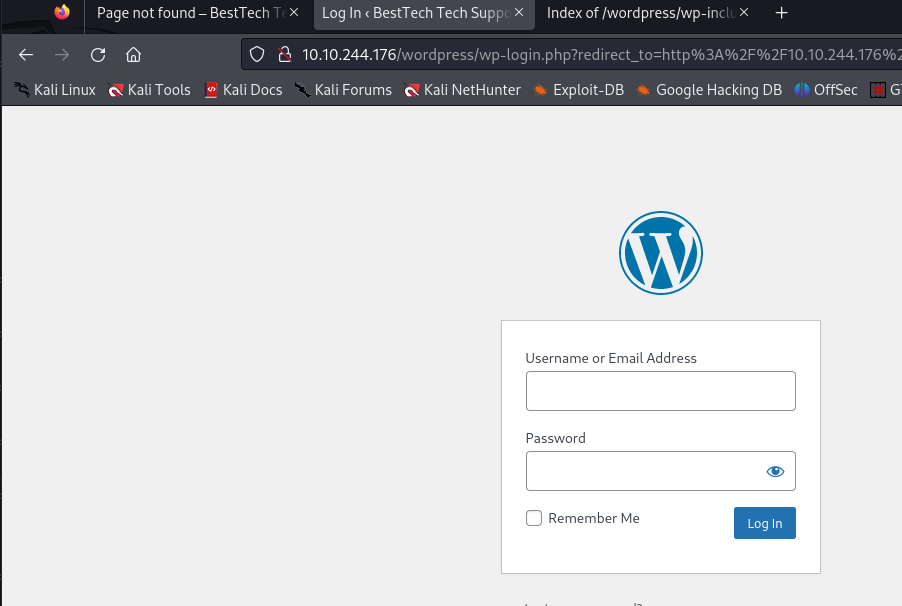 Page not found – BestTech Te
Log In ‹ BestTech Tech Suppo
Index of /wordpress/wp-inclu
10.10.244.176/wordpress/wp-login.php?redirect_to=http%3A%2F%2F10.10.244.176%2
Kali Linux Kali Tools Kali Docs Kali Forums Kali NetHunter Exploit-DB Google Hacking DB OffSec
Username or Email Address
Password
Remember Me
Log In